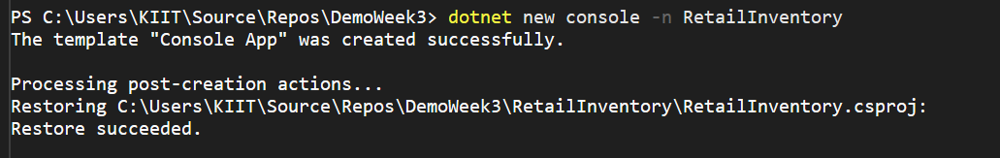 PS C:\Users\KIIT\Source\Repos\DemoWeek3> dotnet new console -n RetailInventory
The template "Console App" was created successfully.
Processing post-creation actions...
Restoring C:\Users\KIIT\Source\Repos\DemoWeek3\RetailInventory\RetailInventory.csproj:
Restore succeeded.